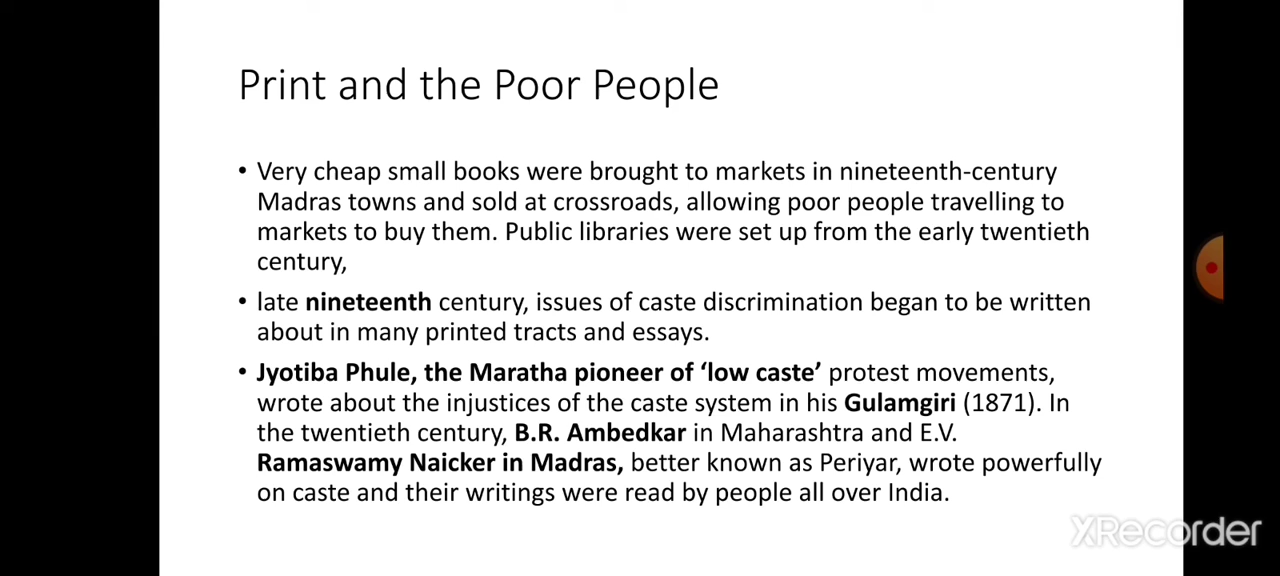 Print and the Poor People
• Very cheap small books were brought to markets in nineteenth-century
Madras towns and sold at crossroads, allowing poor people travelling to
markets to buy them. Public libraries were set up from the early twentieth
century,
• late nineteenth century, issues of caste discrimination began to be written
about in many printed tracts and essays.
• Jyotiba Phule, the Maratha pioneer of ‘low caste’ protest movements,
wrote about the injustices of the caste system in his Gulamgiri (1871). In
the twentieth century, B.R. Ambedkar in Maharashtra and E.V.
Ramaswamy Naicker in Madras, better known as Periyar, wrote powerfully
on caste and their writings were read by people all over India.
XRecorder